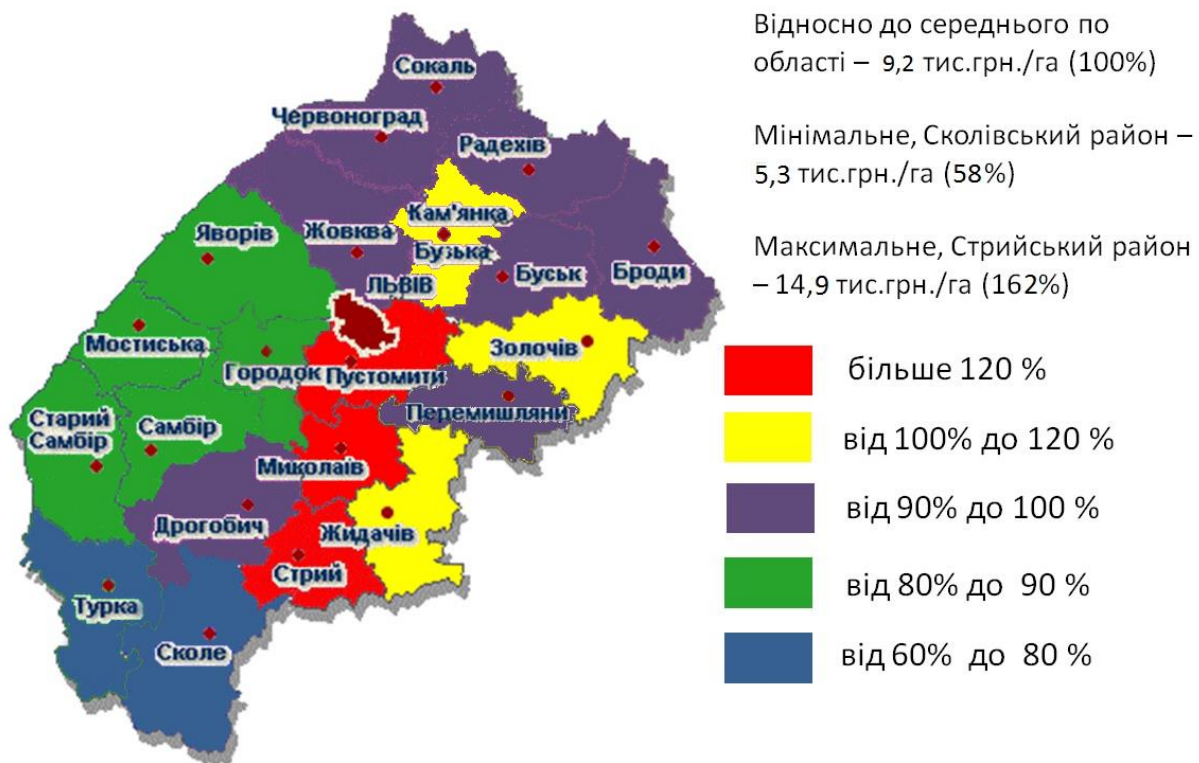 Відносно до середнього по
області – 9,2 тис.грн./га (100%)
Мінімальне, Сколівський район –
5,3 тис.грн./га (58%)
Максимальне, Стрийський район
– 14,9 тис.грн./га (162%)
більше 120 %
від 100% до 120 %
від 90% до 100 %
від 80% до 90 %
від 60% до 80 %
Сокаль
Червоноград
Радехів
Кам'янка
Бузька
Яворів
Жовква
Буськ
Броди
ЛЬВІВ
Мостиська
Городок
Пустомити
Золочів
Перемишляни
Старий
Самбір
Самбір
Миколаїв
Дрогобич
Жидачів
Стрий
Турка
Сколе